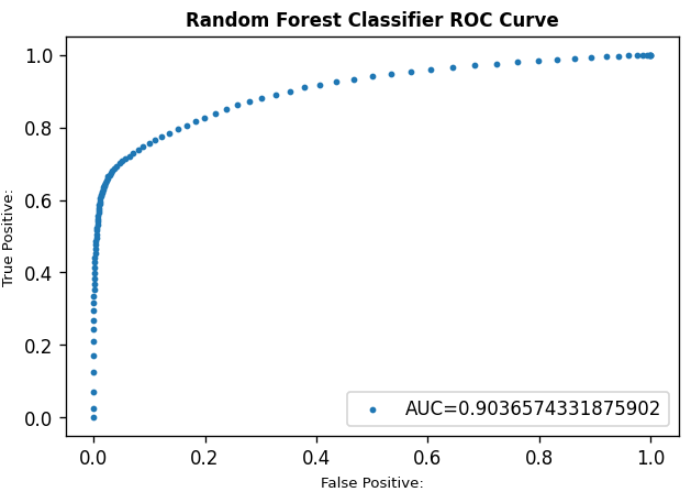 Random Forest Classifier ROC Curve
1.0
0.8
0.6
0.4
0.2
0.0
True Positive:
AUC=0.9036574331875902
0.0 0.2 0.4 0.6 0.8 1.0
False Positive: